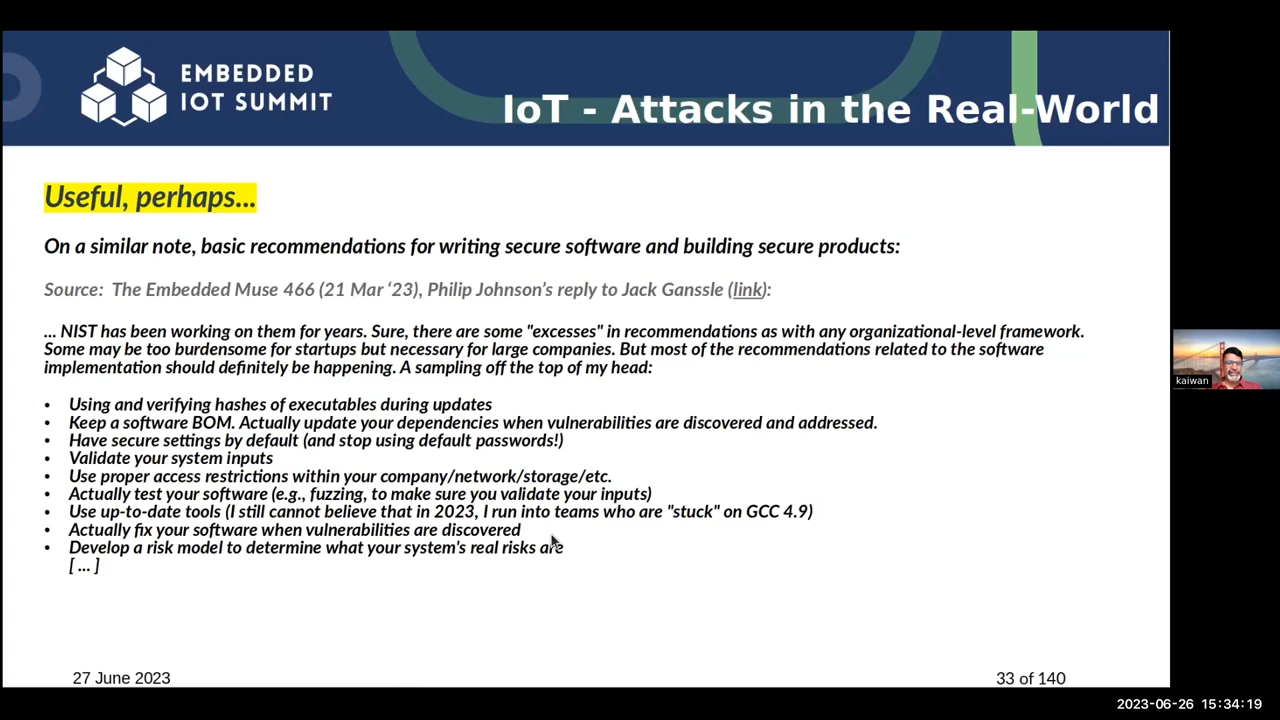 EMBEDDED
IOT SUMMIT
IoT - Attacks in the Real-World
Useful, perhaps...
On a similar note, basic recommendations for writing secure software and building secure products:
Source: The Embedded Muse 466 (21 Mar ‘23), Philip Johnson’s reply to Jack Ganssle (link):
... NIST has been working on them for years. Sure, there are some "excesses" in recommendations as with any organizational-level framework.
Some may be too burdensome for startups but necessary for large companies. But most of the recommendations related to the software
implementation should definitely be happening. A sampling off the top of my head:
• Using and verifying hashes of executables during updates
• Keep a software BOM. Actually update your dependencies when vulnerabilities are discovered and addressed.
• Have secure settings by default (and stop using default passwords!)
• Validate your system inputs
• Use proper access restrictions within your company/network/storage/etc.
• Actually test your software (e.g., fuzzing, to make sure you validate your inputs)
• Use up-to-date tools (I still cannot believe that in 2023, I run into teams who are "stuck" on GCC 4.9)
• Actually fix your software when vulnerabilities are discovered
• Develop a risk model to determine what your system's real risks are
[ ... ]
kaiwan
27 June 2023
33 of 140
2023-06-26 15:34:19